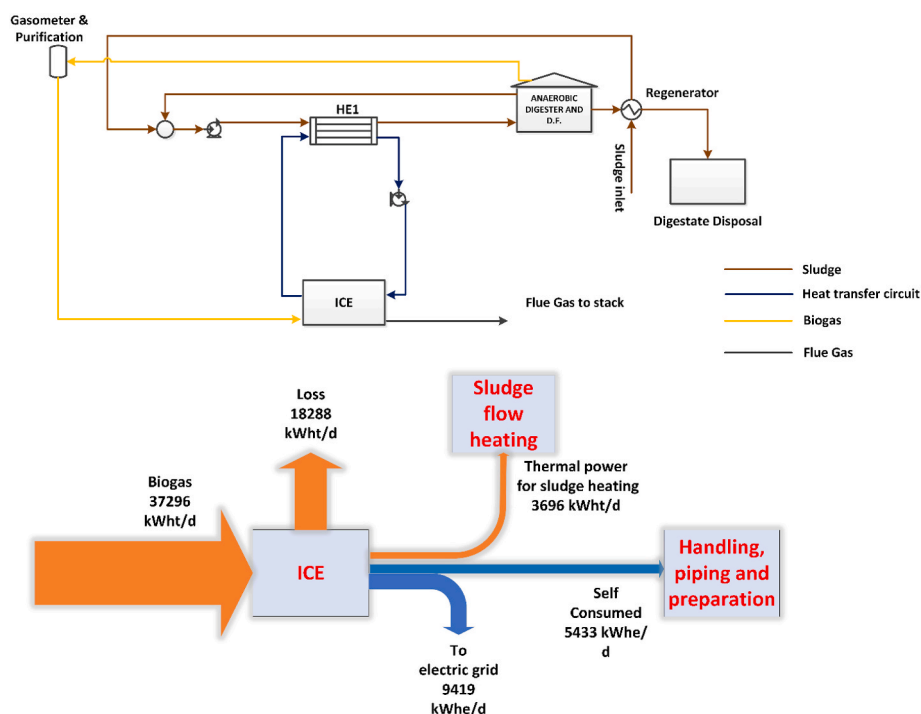 Gasometer &
Purification
HE1
ANAEROBIC
DIGESTER AND
D.F.
Regenerator
Sludge inlet
Digestate Disposal
ICE
Flue Gas to stack
Sludge
Heat transfer circuit
Biogas
Flue Gas
Loss
18288
kWht/d
Sludge
flow
heating
Biogas
37296
kWht/d
Thermal power
for sludge heating
3696 kWht/d
ICE
Handling,
piping and
preparation
Self
Consumed
5433 kWhe/
d
To
electric grid
9419
kWhe/d